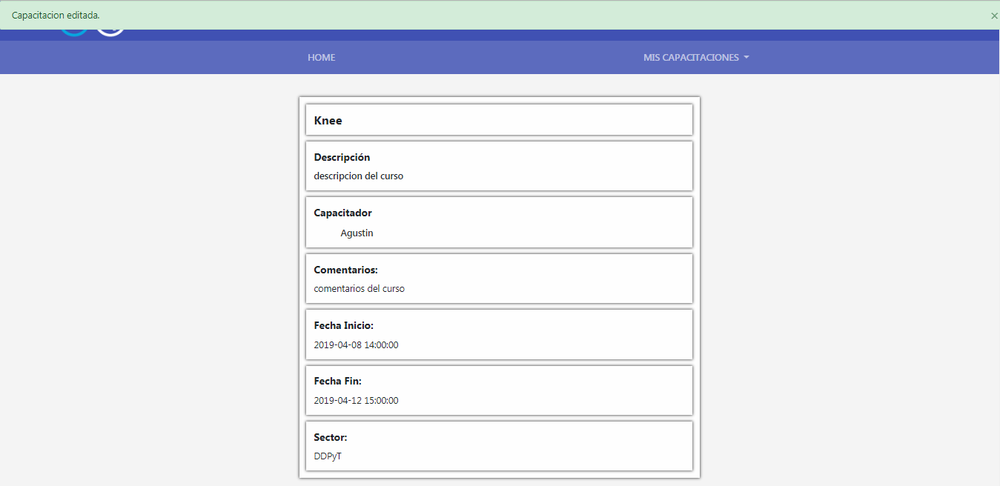 Capacitacion editada.
×
HOME
MIS CAPACITACIONES
Knee
Descripción
descripcion del curso
Capacitador
Agustin
Comentarios:
comentarios del curso
Fecha Inicio:
2019-04-08 14:00:00
Fecha Fin:
2019-04-12 15:00:00
Sector:
DDPyT